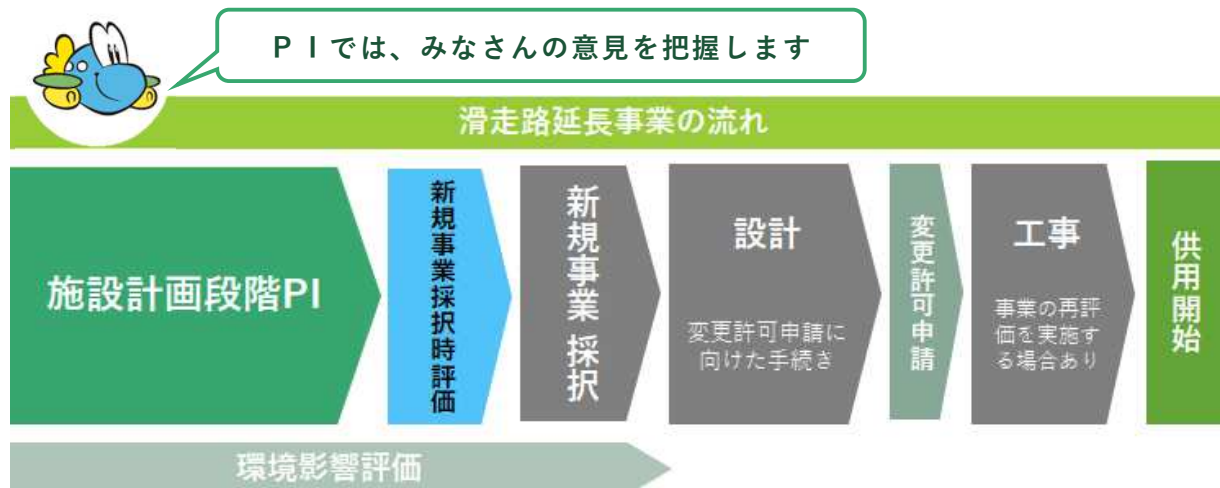 ＰＩでは、みなさんの意見を把握します
滑走路延長事業の流れ
施設計画段階PI
新規事業採択時評価
新規事業 採択
設計
変更許可申請に
向けた手続き
変更許可申請
工事
事業の再評
価を実施す
る場合あり
供用開始
環境影響評価